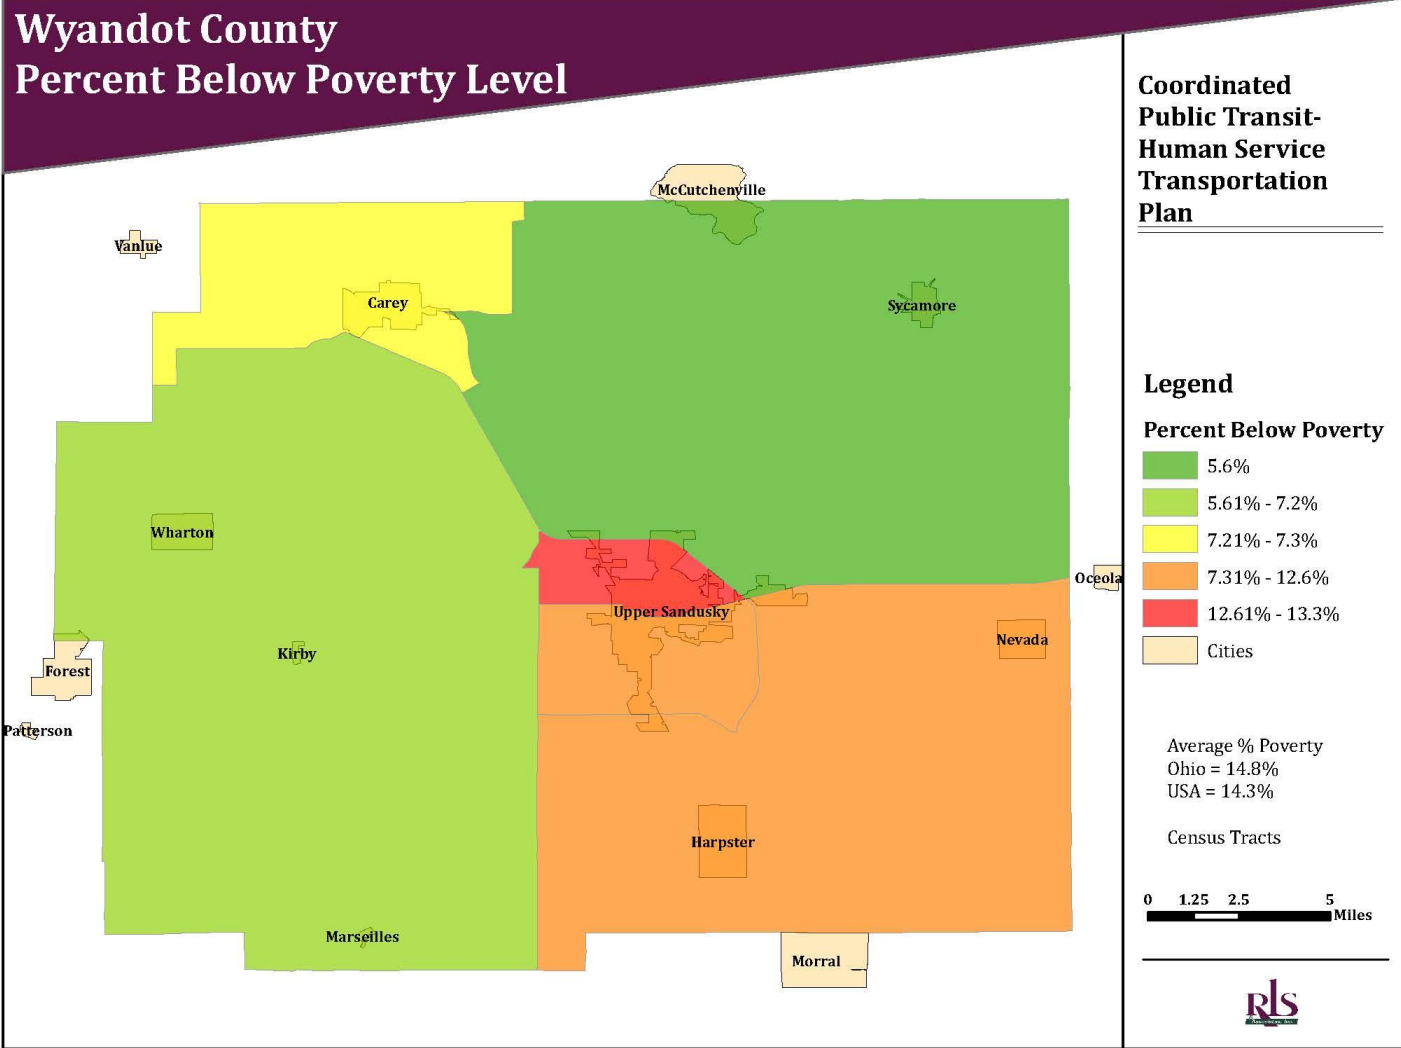 Wyandot County
Percent Below Poverty Level
Coordinated
Public Transit-
Human Service
Transportation
Plan
McCutchenville
Vanlue
Carey
Sycamore
Wharton
Oceola
Upper Sandusky
Nevada
Kirby
Forest
Patterson
Harpster
Marseilles
Morral
Legend
Percent Below Poverty
5.6%
5.61% - 7.2%
7.21% - 7.3%
7.31% - 12.6%
12.61% - 13.3%
Cities
Average % Poverty
Ohio = 14.8%
USA = 14.3%
Census Tracts
0 1.25 2.5 5
Miles
RLS